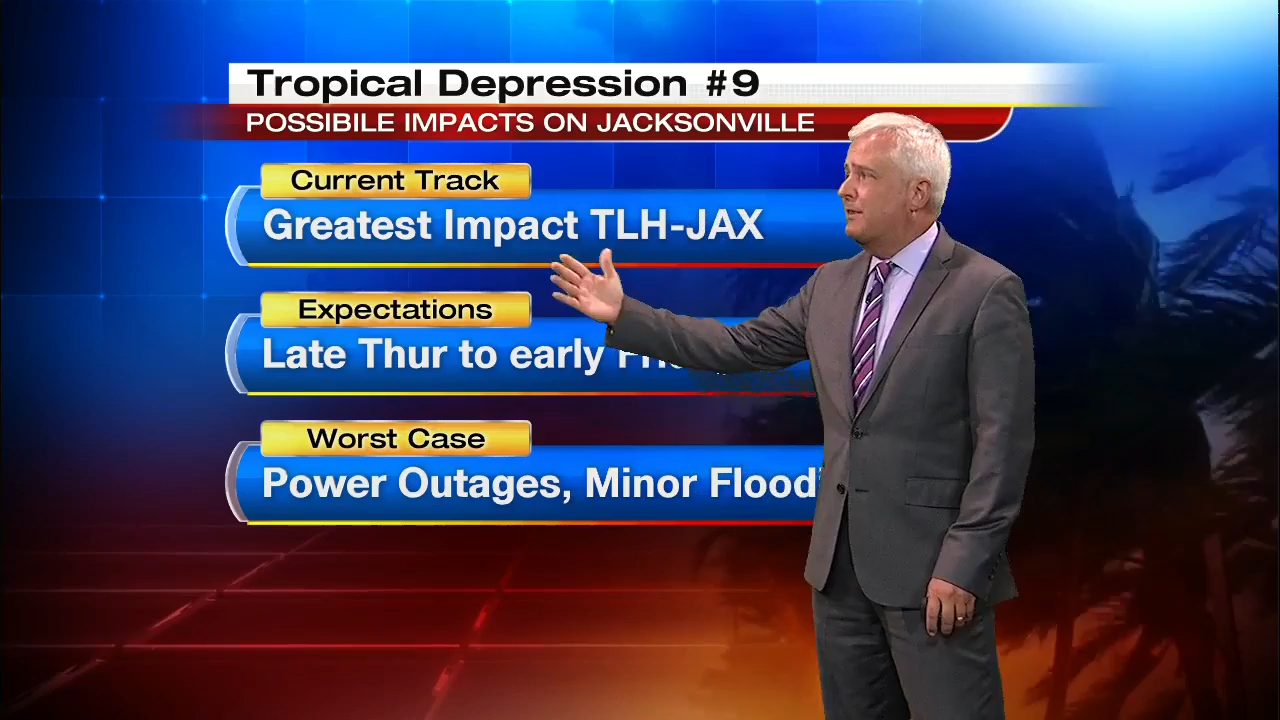 Tropical Depression #9
POSSIBILE IMPACTS ON JACKSONVILLE
Current Track
Greatest Impact TLH-JAX
Expectations
Late Thur to early
Worst Case
Power Outages, Minor Flood